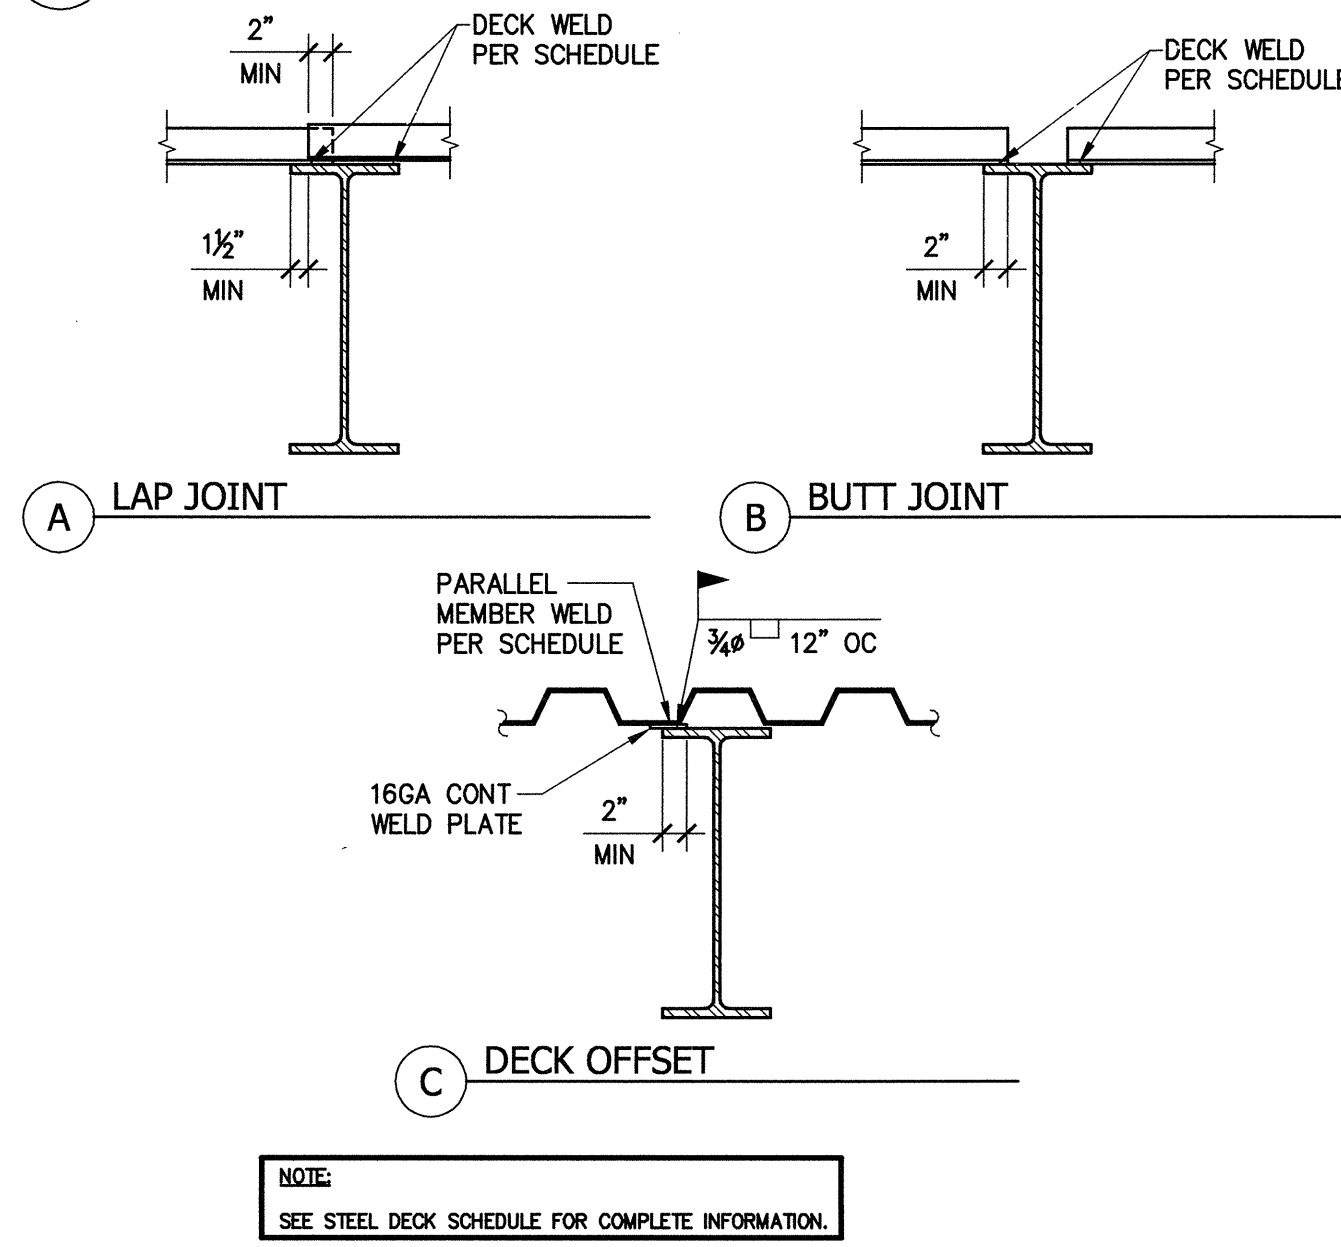 2"
MIN
DECK WELD
PER SCHEDULE
1½"
MIN
A LAP JOINT
DECK WELD
PER SCHEDULE
2"
MIN
B BUTT JOINT
PARALLEL
MEMBER WELD
PER SCHEDULE
¾ø 12" OC
16GA CONT
WELD PLATE
2"
MIN
C DECK OFFSET
NOTE:
SEE STEEL DECK SCHEDULE FOR COMPLETE INFORMATION.